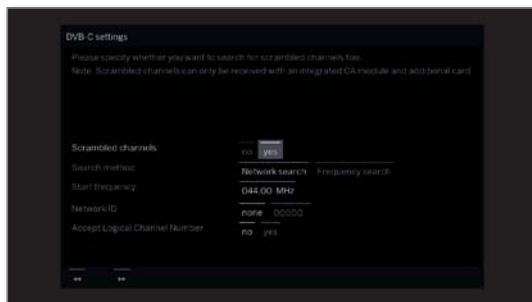 DVB-C settings
Please specify whether you want to search for scrambled channels too.
Note: Scrambled channels can only be received with an integrated CA module and additional card
Scrambled channels no yes
Search method Network search Frequency search
Start frequency 044.00 MHz
Network ID none 00000
Accept Logical Channel Number no yes